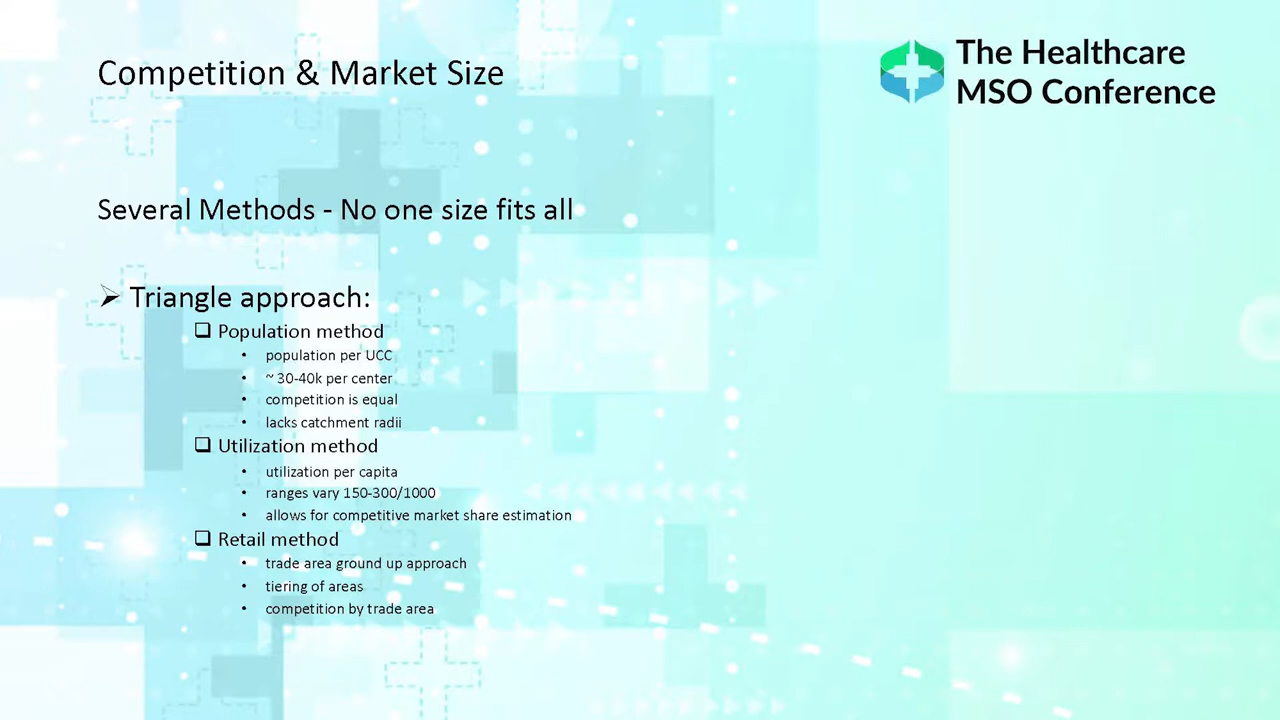 Competition & Market Size
The Healthcare
MSO Conference
Several Methods - No one size fits all
➢ Triangle approach:
❑ Population method
• population per UCC
• ~ 30-40k per center
• competition is equal
• lacks catchment radii
❑ Utilization method
• utilization per capita
• ranges vary 150-300/1000
• allows for competitive market share estimation
❑ Retail method
• trade area ground up approach
• tiering of areas
• competition by trade area